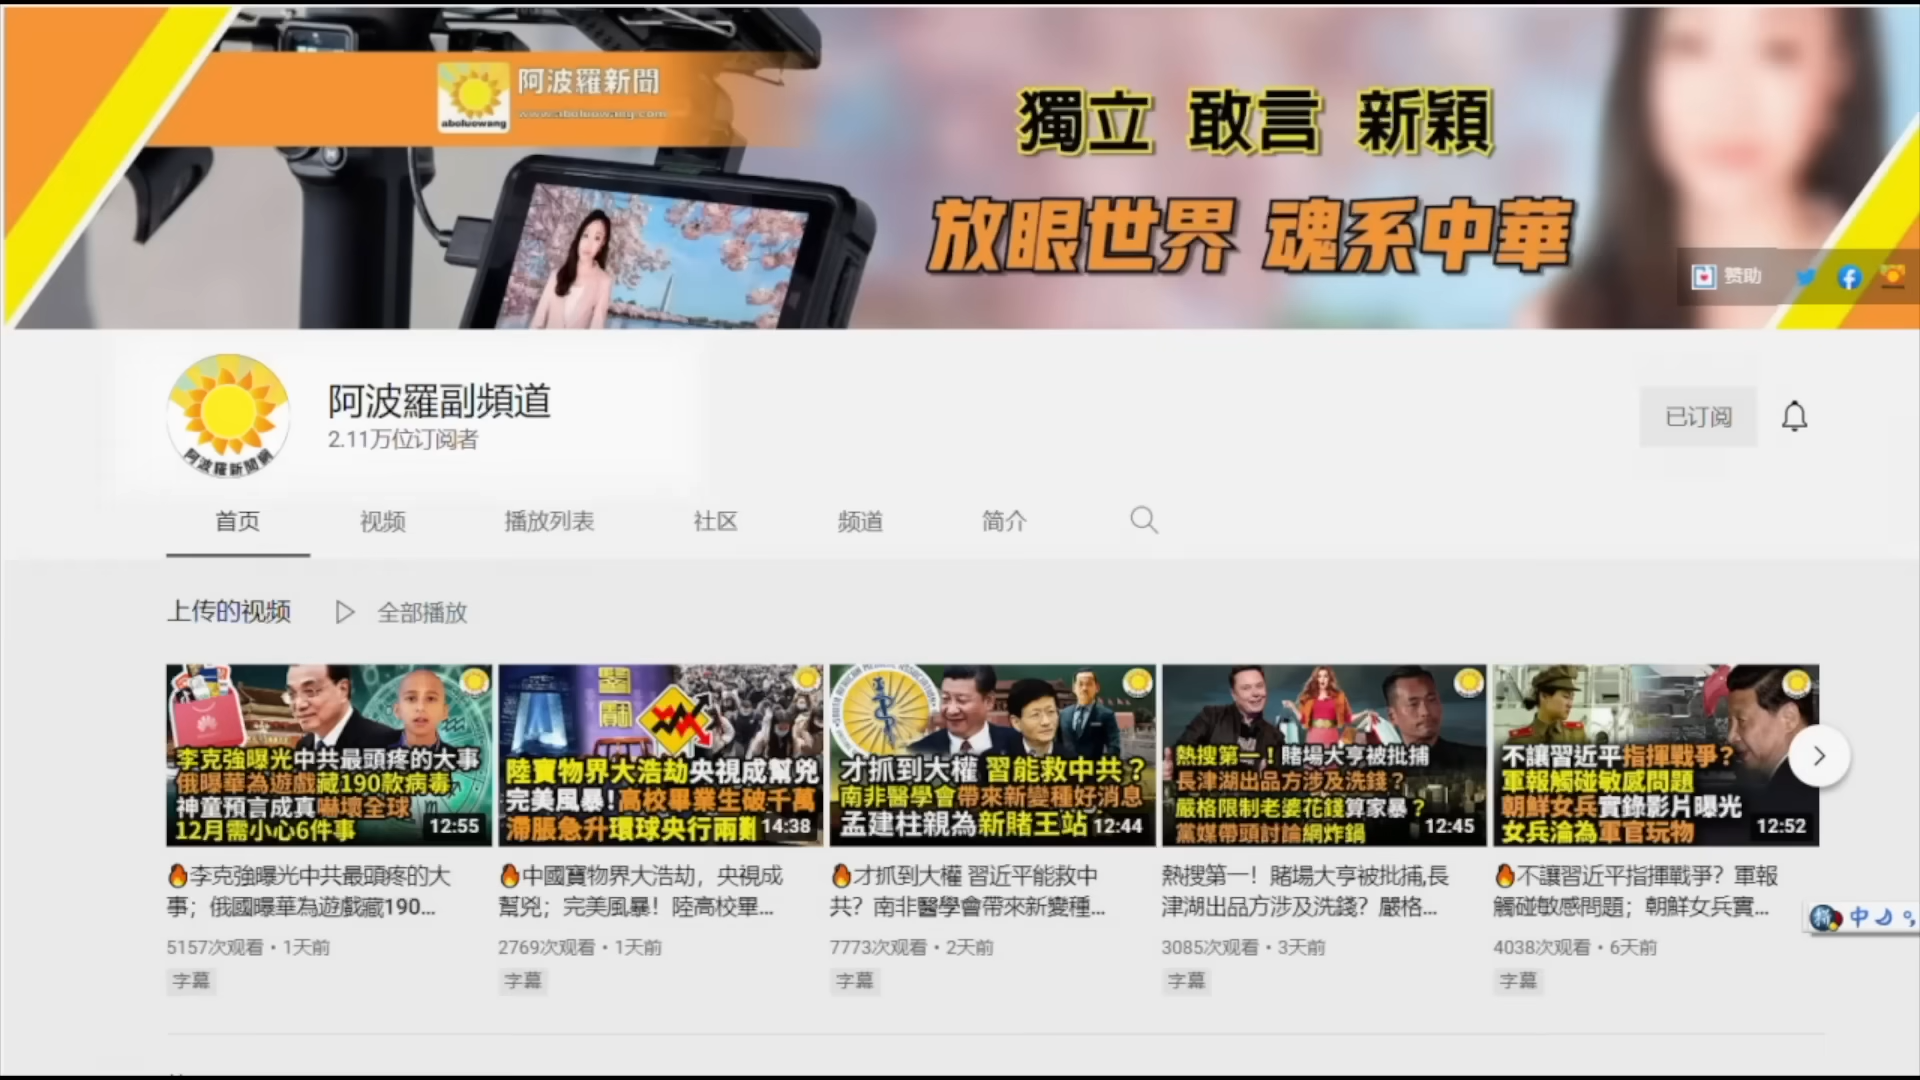 阿波羅新聞
www.aboluowang.com
aboluowang
獨立 敢言 新穎
放眼世界 魂系中華
赞助
阿波羅新聞網
阿波羅副頻道
2.11万位订阅者
已订阅
首页 视频 播放列表 社区 频道 简介
上传的视频 全部播放
李克強曝光中共最頭疼的大事
俄曝華為遊戲藏190款病毒
神童預言成真嚇壞全球
12月需小心6件事
12:55
陸寶物界大浩劫央視成幫兇
完美風暴!高校畢業生破千萬
滯脹急升環球央行兩難
14:38
才抓到大權 習能救中共?
南非醫學會帶來新變種好消息
孟建柱親為新賭王站
12:44
熱搜第一!賭場大亨被批捕
長津湖出品方涉及洗錢?
嚴格限制老婆花錢算家暴?
黨媒帶頭討論網炸鍋
12:45
不讓習近平指揮戰爭?
軍報觸碰敏感問題
朝鮮女兵實錄影片曝光
女兵淪為軍官玩物
12:52
🔥李克強曝光中共最頭疼的大
事；俄國曝華為遊戲藏190...
5157次观看・1天前
字幕
🔥中國寶物界大浩劫，央視成
幫兇；完美風暴！陸高校畢...
2769次观看・1天前
字幕
🔥才抓到大權 習近平能救中
共？南非醫學會帶來新變種...
7773次观看・2天前
字幕
熱搜第一！賭場大亨被批捕,長
津湖出品方涉及洗錢？嚴格...
3085次观看・3天前
字幕
🔥不讓習近平指揮戰爭？軍報
觸碰敏感問題；朝鮮女兵實...
4038次观看・6天前
字幕
中